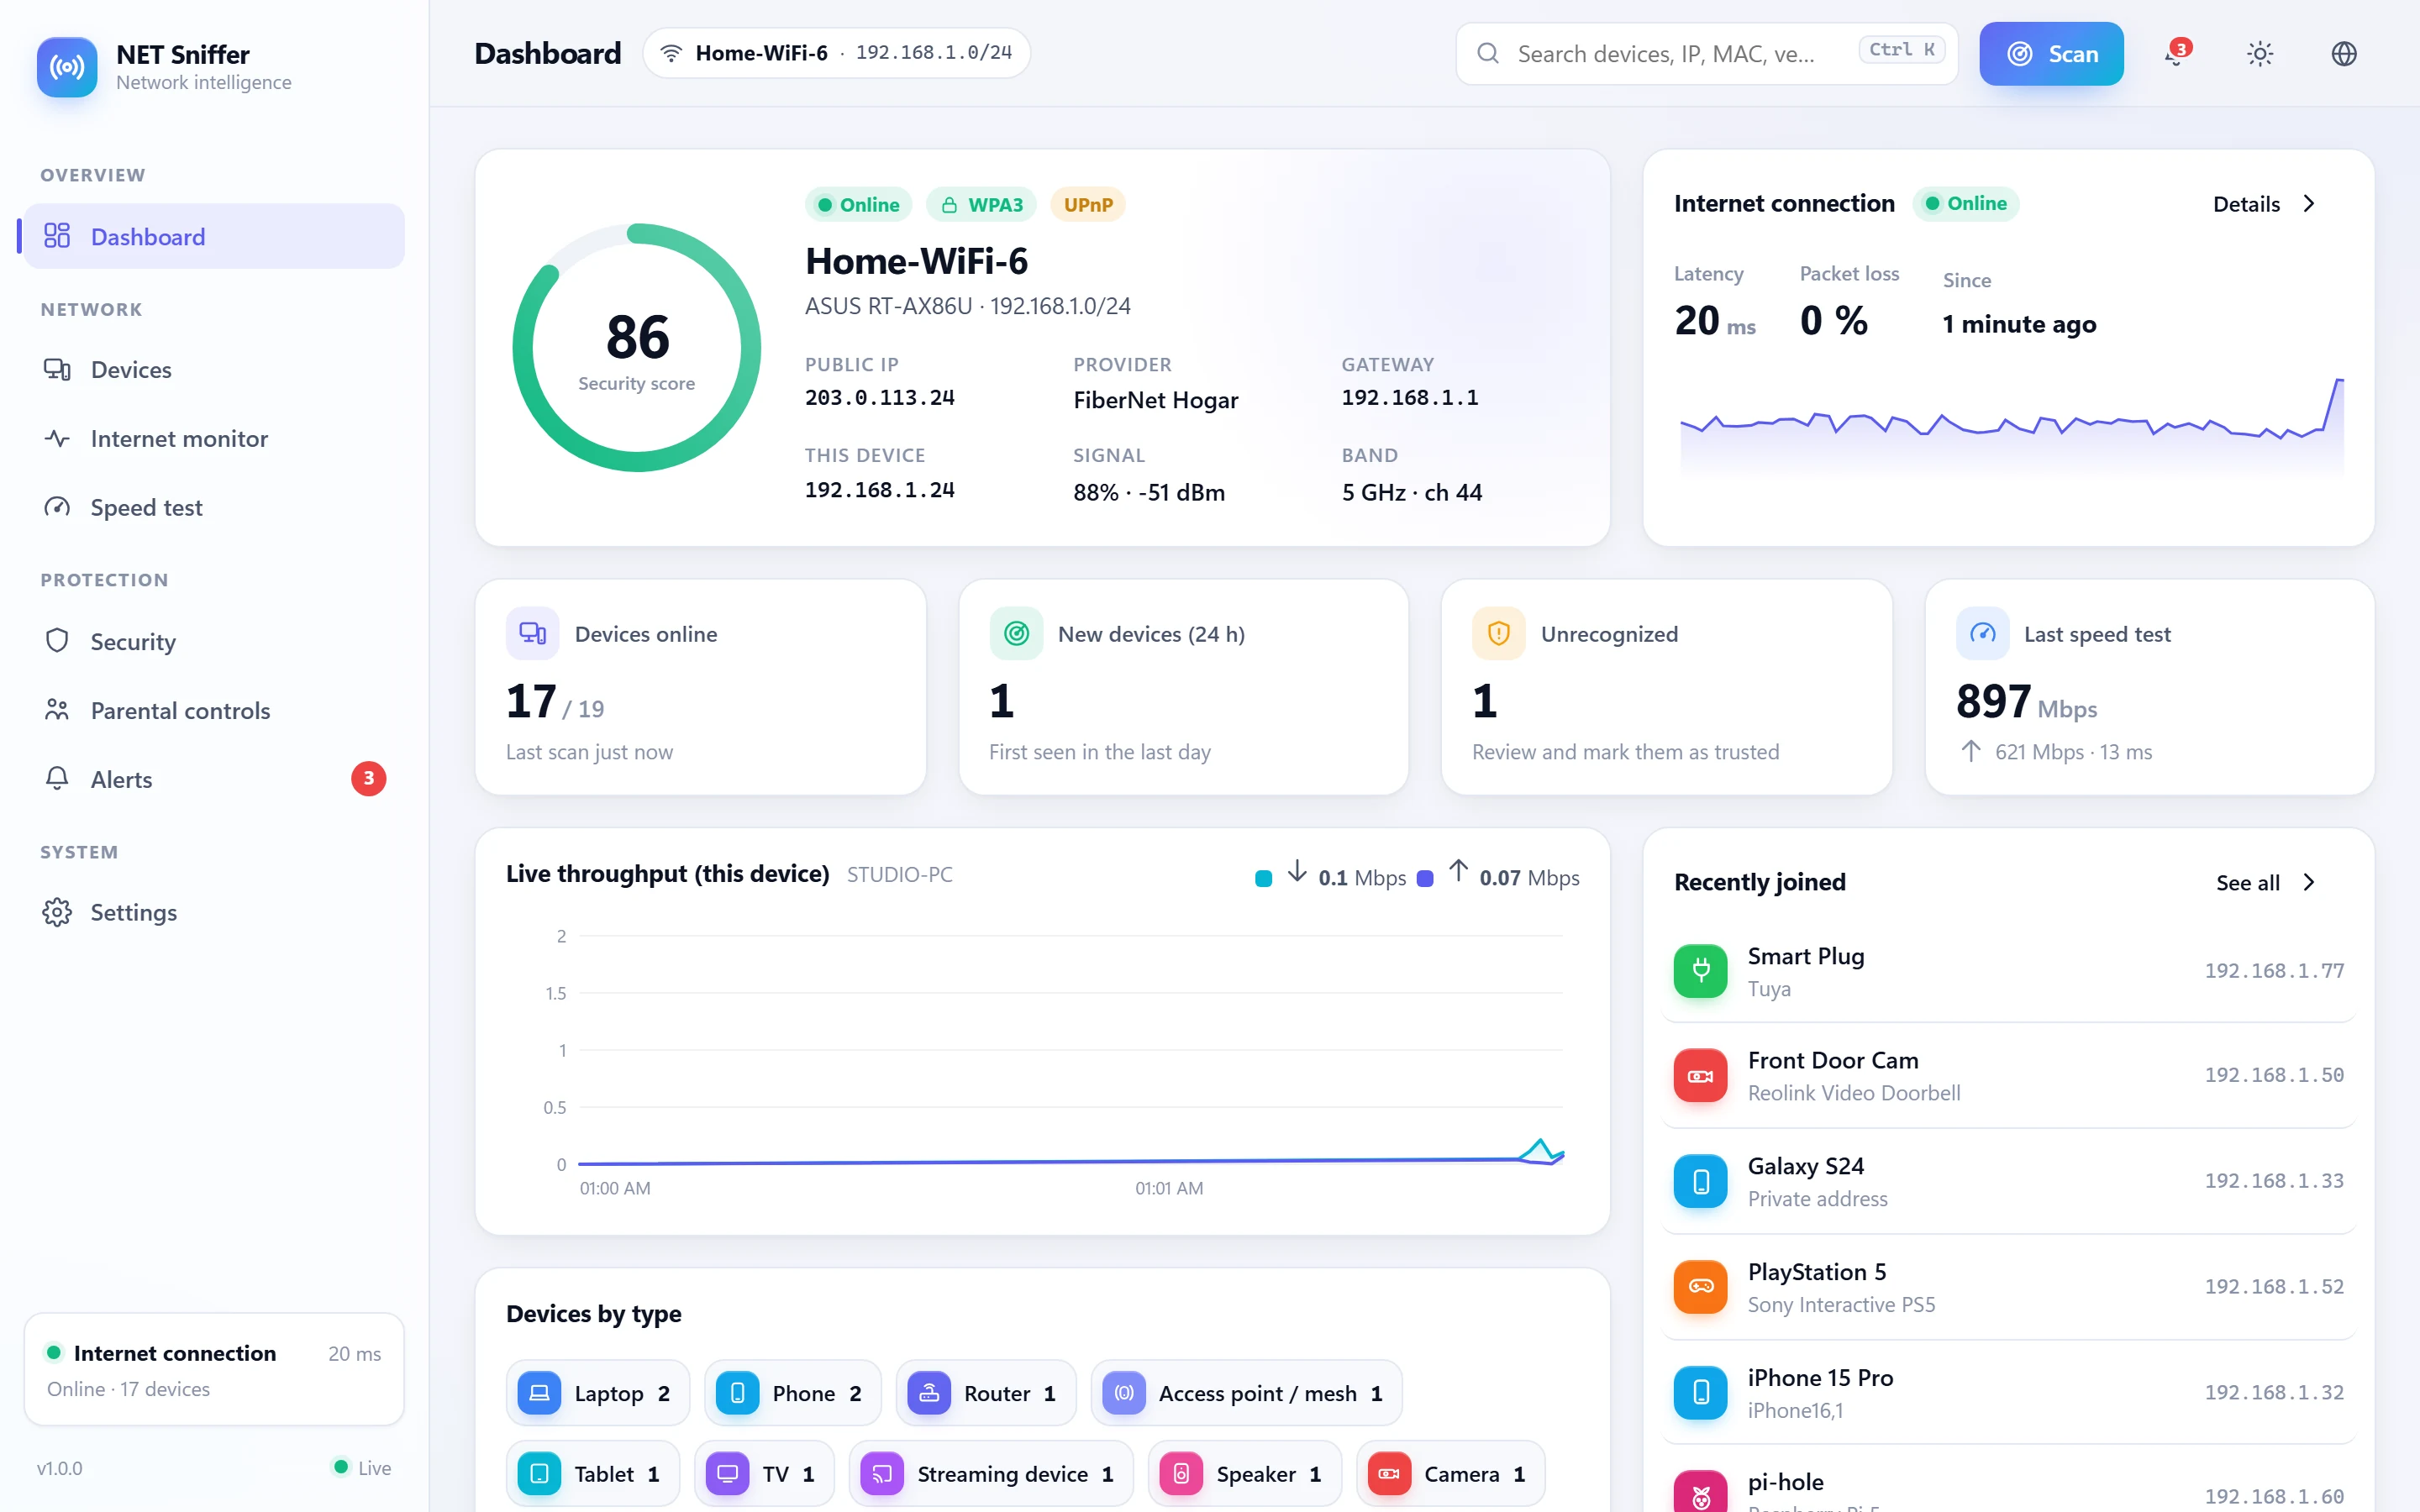 NET Sniffer
Network intelligence
OVERVIEW
Dashboard
NETWORK
Devices
Internet monitor
Speed test
PROTECTION
Security
Parental controls
Alerts 3
SYSTEM
Settings
Internet connection 20 ms
Online · 17 devices
v1.0.0 Live
Dashboard Home-WiFi-6 · 192.168.1.0/24 Search devices, IP, MAC, ve... Ctrl K Scan 3
Online WPA3 UPnP
Home-WiFi-6
ASUS RT-AX86U · 192.168.1.0/24
86
Security score
PUBLIC IP PROVIDER GATEWAY
203.0.113.24 FiberNet Hogar 192.168.1.1
THIS DEVICE SIGNAL BAND
192.168.1.24 88% · -51 dBm 5 GHz · ch 44
Internet connection Online Details
Latency Packet loss Since
20 ms 0 % 1 minute ago
Devices online
17 / 19
Last scan just now
New devices (24 h)
1
First seen in the last day
Unrecognized
1
Review and mark them as trusted
Last speed test
897 Mbps
621 Mbps · 13 ms
Live throughput (this device) STUDIO-PC 0.1 Mbps 0.07 Mbps
2
1.5
1
0.5
0
01:00 AM 01:01 AM
Devices by type
Laptop 2 Phone 2 Router 1 Access point / mesh 1
Tablet 1 TV 1 Streaming device 1 Speaker 1 Camera 1
Recently joined See all
Smart Plug
Tuya
192.168.1.77
Front Door Cam
Reolink Video Doorbell
192.168.1.50
Galaxy S24
Private address
192.168.1.33
PlayStation 5
Sony Interactive PS5
192.168.1.52
iPhone 15 Pro
iPhone16,1
192.168.1.32
pi-hole
Raspberry Pi 5
192.168.1.60